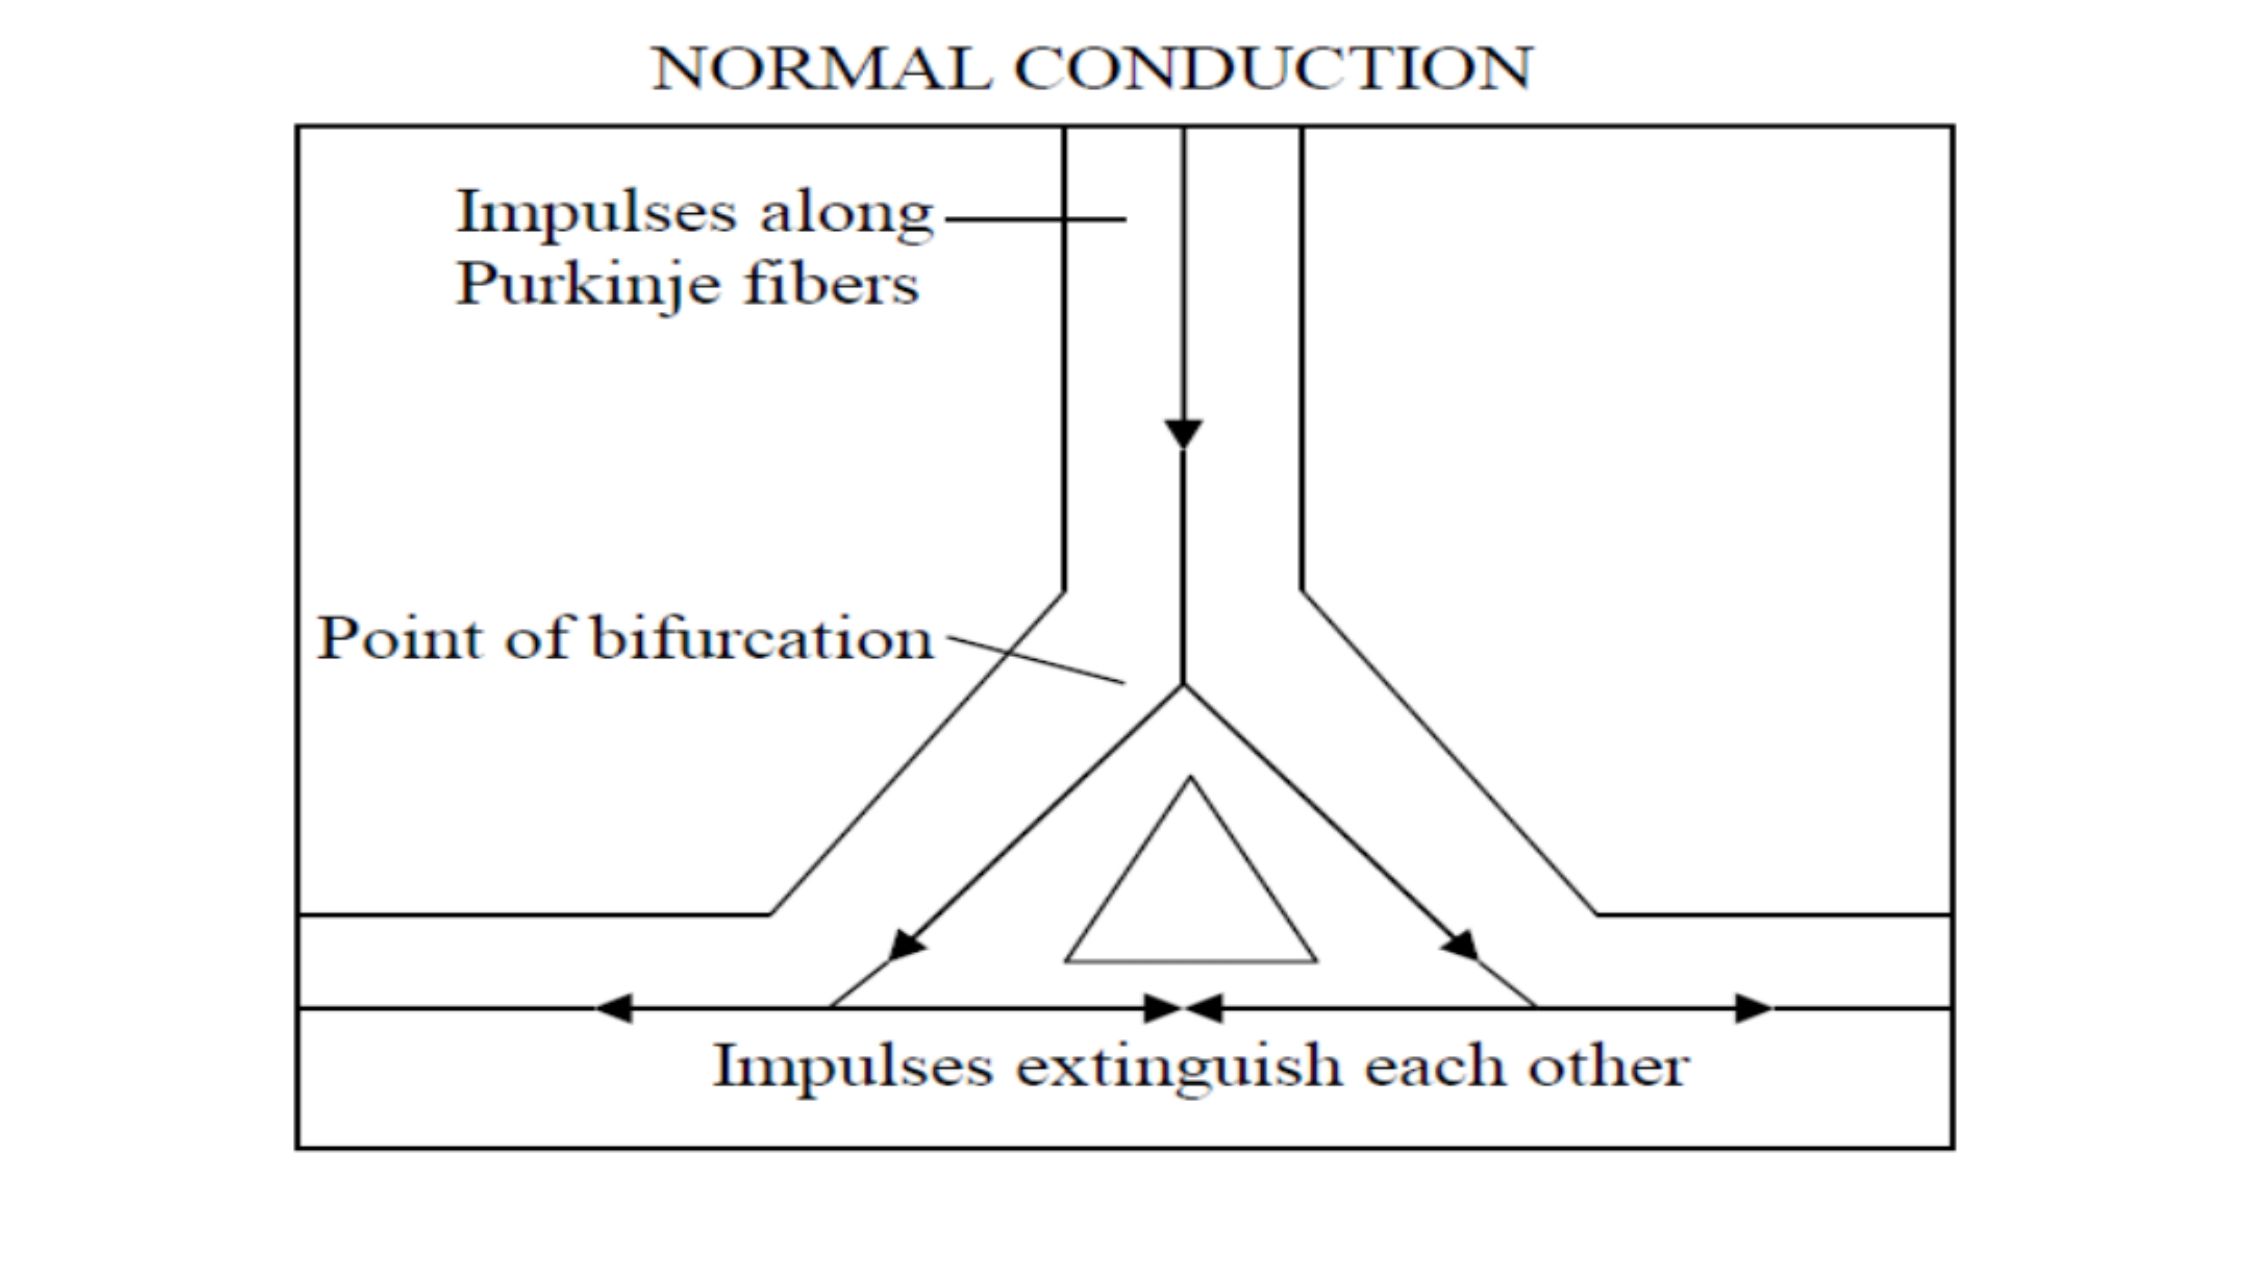 NORMAL CONDUCTION
Impulses along
Purkinje fibers
Point of bifurcation
Impulses extinguish each other